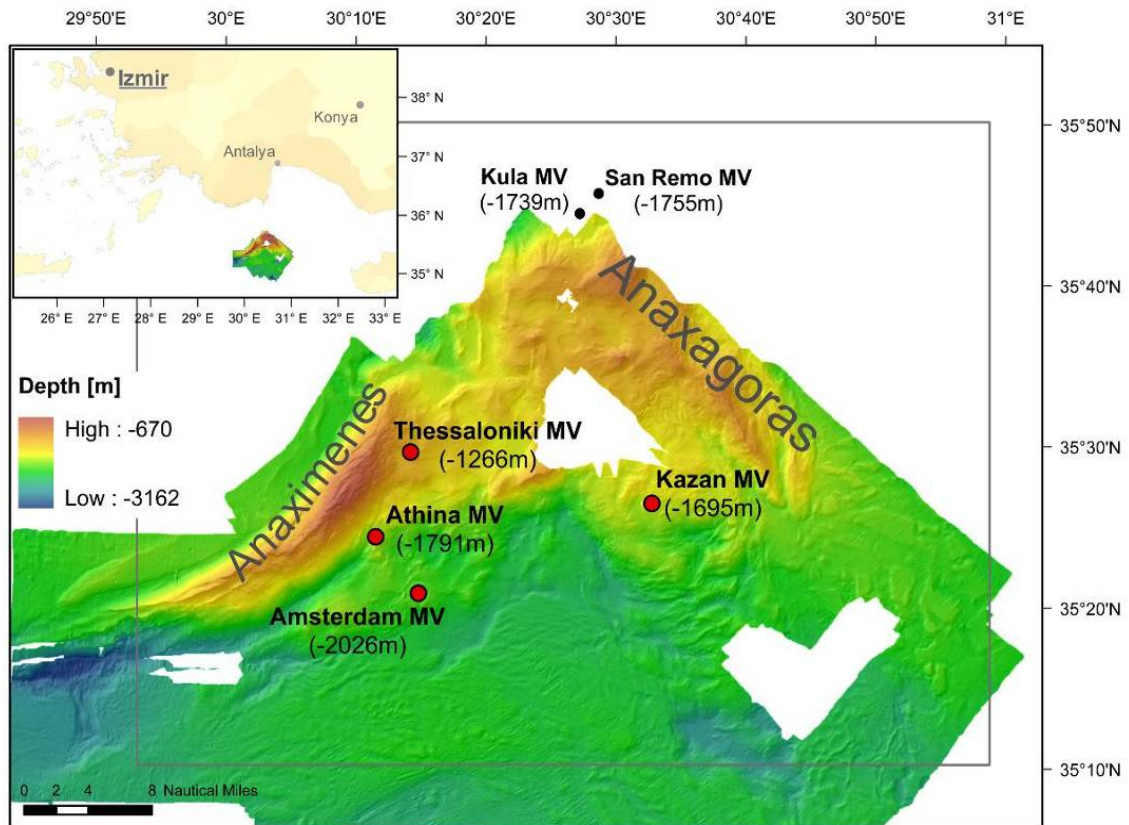 29°50'E 30°E 30°10'E 30°20'E 30°30'E 30°40'E 30°50'E 31°E
Izmir
Konya
Antalya
38° N
37° N
36° N
35° N
26° E 27° E 28° E 29° E 30° E 31° E 32° E 33° E
35°50'N
35°40'N
35°30'N
35°20'N
35°10'N
Kula MV
(-1739m)
San Remo MV
(-1755m)
Anaxagoras
Anaximenes
Depth [m]
High : -670
Low : -3162
Thessaloniki MV
(-1266m)
Kazan MV
(-1695m)
Athina MV
(-1791m)
Amsterdam MV
(-2026m)
0 2 4 8 Nautical Miles